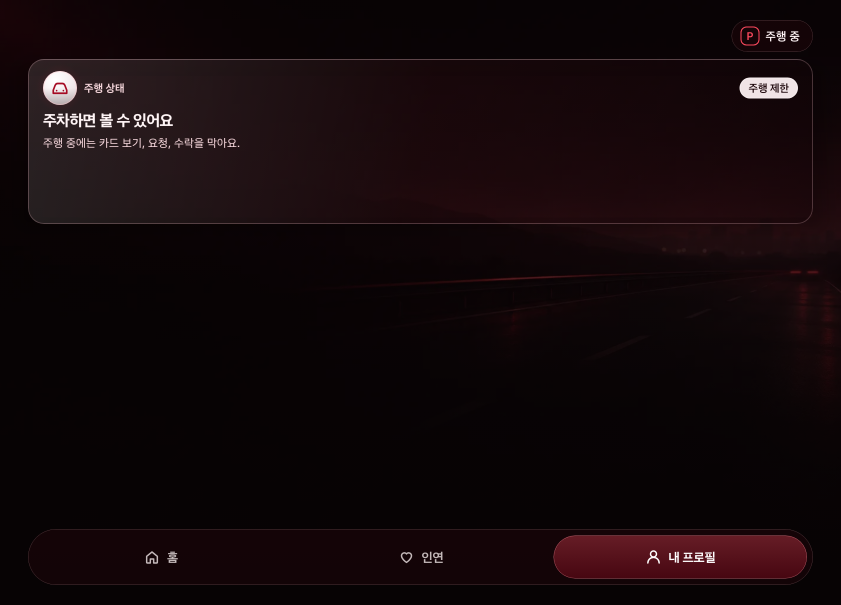 P 주행 중
주행 상태
주행 제한
주차하면 볼 수 있어요
주행 중에는 카드 보기, 요청, 수락을 막아요.
홈
인연
내 프로필